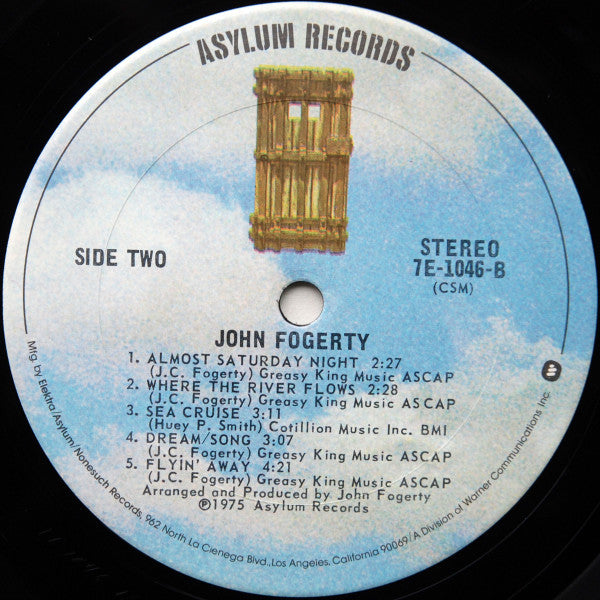 ASYLUM RECORDS
SIDE TWO
STEREO
7E-1046-B
(CSM)
JOHN FOGERTY
1. ALMOST SATURDAY NIGHT 2:27
(J.C. Fogerty) Greasy King Music ASCAP
2. WHERE THE RIVER FLOWS 2:28
(J.C. Fogerty) Greasy King Music ASCAP
3. SEA CRUISE 3:11
(Huey P. Smith) Cotillion Music Inc. BMI
4. DREAM/SONG 3:07
(J.C. Fogerty) Greasy King Music ASCAP
5. FLYIN' AWAY 4:21
(J.C. Fogerty) Greasy King Music ASCAP
Arranged and Produced by John Fogerty
Ⓟ1975 Asylum Records
Mfg. by Elektra/Asylum/Nonesuch Records, 962 North La Cienega Blvd., Los Angeles, California 90069/A Division of Warner Communications Inc.